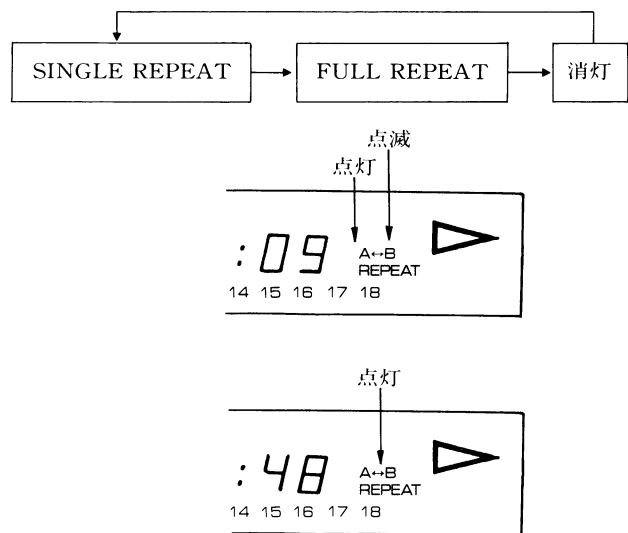 SINGLE REPEAT FULL REPEAT 消灯
点滅
点灯
:09 A↔B
REPEAT
14 15 16 17 18
点灯
:48 A↔B
REPEAT
14 15 16 17 18